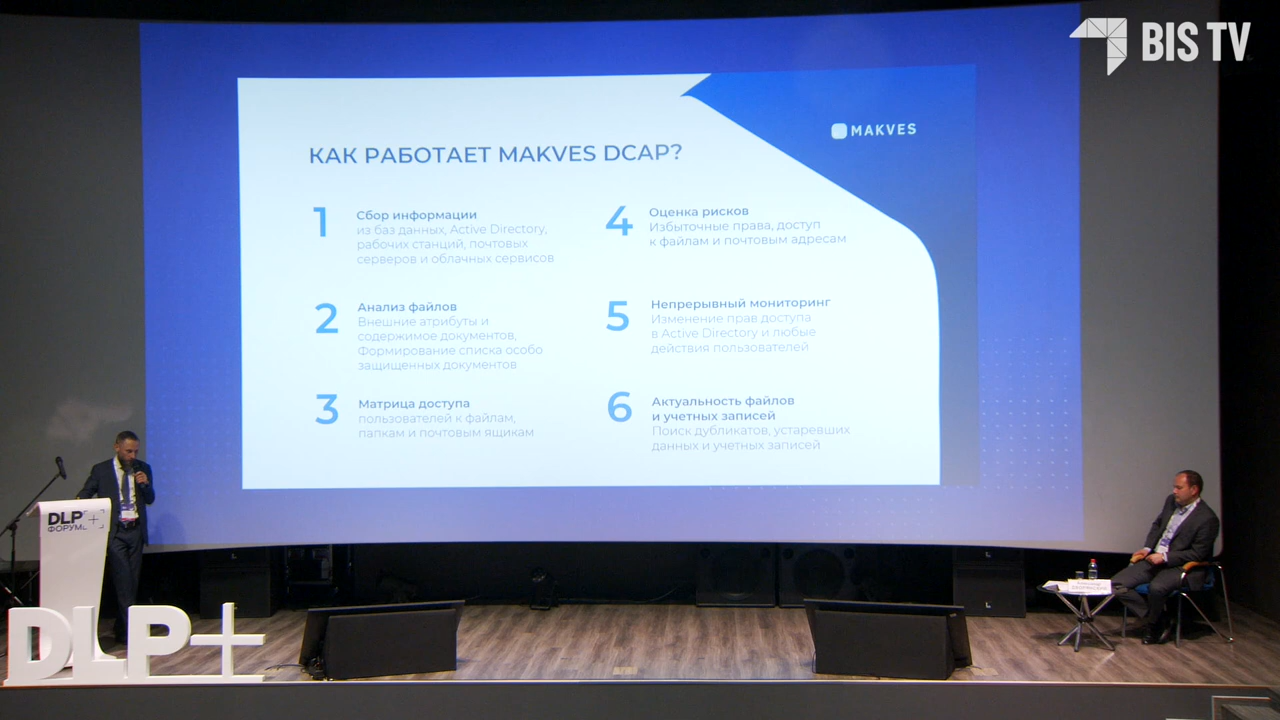 BIS TV
MAKVES
КАК РАБОТАЕТ MAKVES DCAP?
1
Сбор информации
из баз данных, Active Directory,
рабочих станций, почтовых
серверов и облачных сервисов
2
Анализ файлов
Внешние атрибуты и
содержимое документов,
Формирование списка особо
защищенных документов
3
Матрица доступа
пользователей к файлам,
папкам и почтовым ящикам
4
Оценка рисков
Избыточные права, доступ
к файлам и почтовым адресам
5
Непрерывный мониторинг
Изменение прав доступа
в Active Directory и любые
действия пользователей
6
Актуальность файлов
и учетных записей
Поиск дубликатов, устаревших
данных и учетных записей
DLP+
ФОРУМ
DLP+